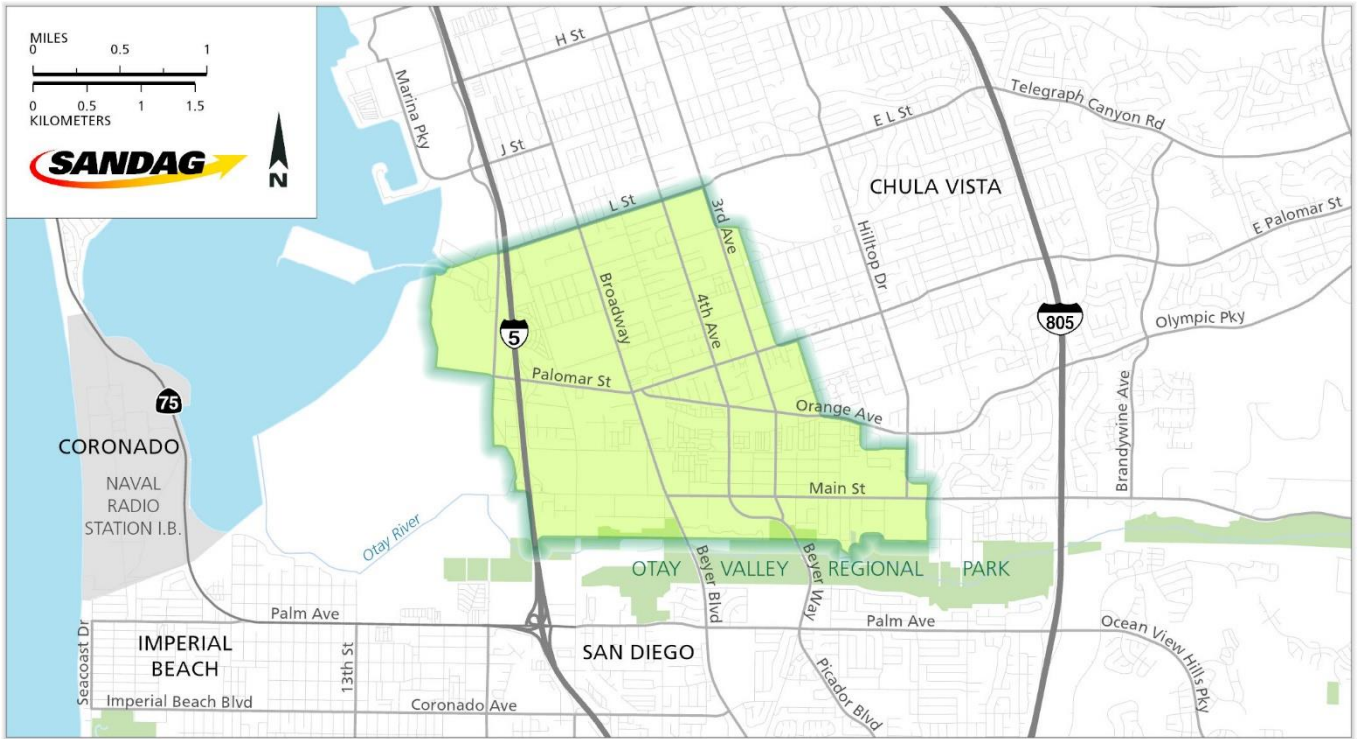 MILES
0 0.5 1
0 0.5 1 1.5
KILOMETERS
SANDAG
N
H St
Marina Pky
J St
E L St
Telegraph Canyon Rd
CHULA VISTA
L St
3rd Ave
Hilltop Dr
E Palomar St
Broadway
4th Ave
5
805
Olympic Pky
Palomar St
75
Orange Ave
Brandywine Ave
CORONADO
NAVAL
RADIO
STATION I.B.
Main St
Otay River
OTAY VALLEY REGIONAL PARK
Beyer Blvd
Beyer Way
Palm Ave
Palm Ave
Ocean View Hills Pky
Seacoast Dr
IMPERIAL
BEACH
13th St
SAN DIEGO
Picador Blvd
Imperial Beach Blvd
Coronado Ave